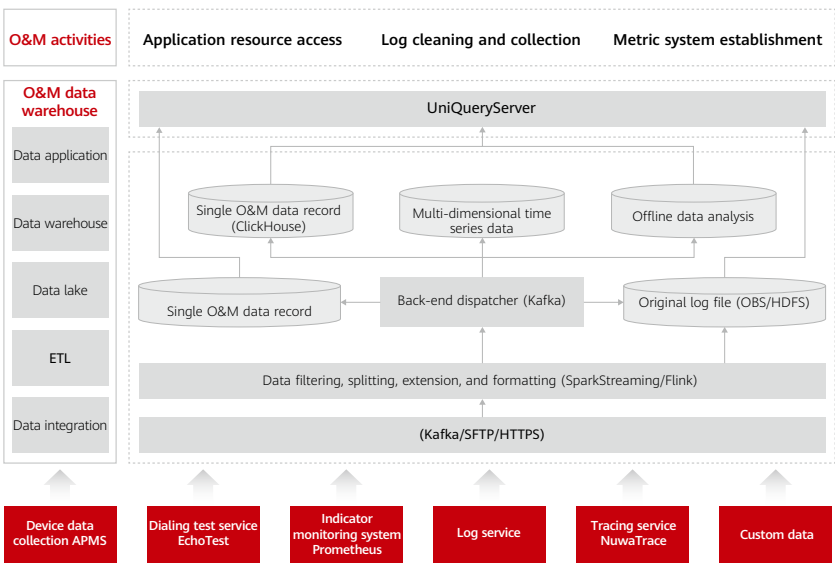 O&M activities
Application resource access
Log cleaning and collection
Metric system establishment
O&M data
warehouse
UniQueryServer
Data application
Data warehouse
Single O&M data record
(ClickHouse)
Multi-dimensional time
series data
Offline data analysis
Data lake
Single O&M data record
Back-end dispatcher (Kafka)
Original log file (OBS/HDFS)
ETL
Data filtering, splitting, extension, and formatting (SparkStreaming/Flink)
Data integration
(Kafka/SFTP/HTTPS)
Device data
collection APMS
Dialing test service
EchoTest
Indicator
monitoring system
Prometheus
Log service
Tracing service
NuwaTrace
Custom data